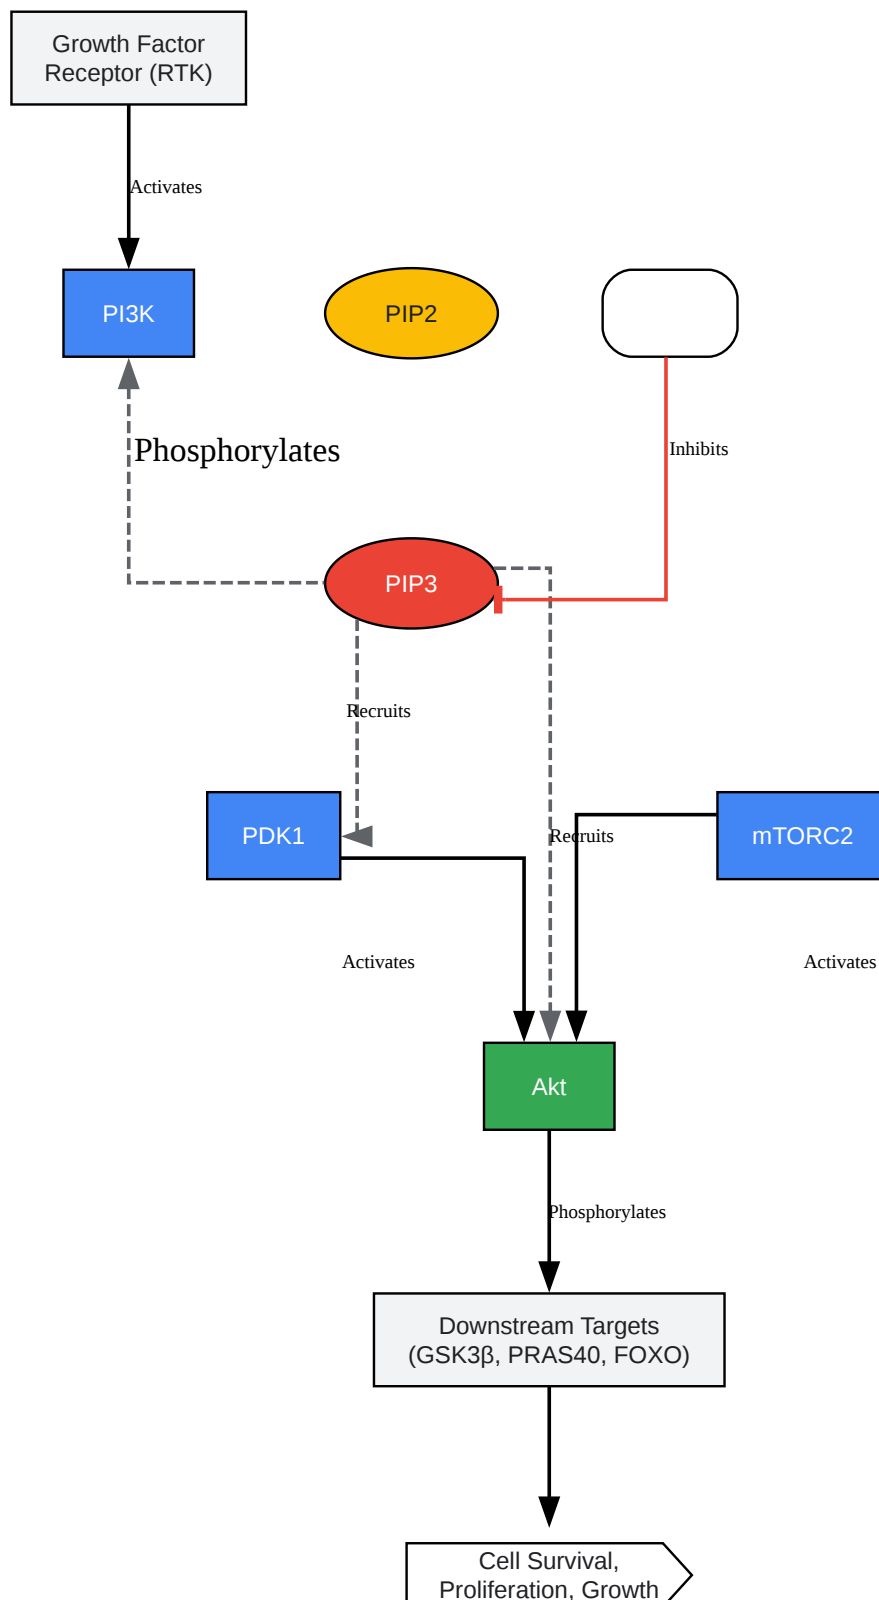 Growth Factor
Receptor (RTK)
Activates
PI3K
PIP2
Phosphorylates
Inhibits
PIP3
Recruits
PDK1
Recruits
mTORC2
Activates
Activates
Akt
Phosphorylates
Downstream Targets
(GSK3β, PRAS40, FOXO)
Cell Survival,
Proliferation, Growth